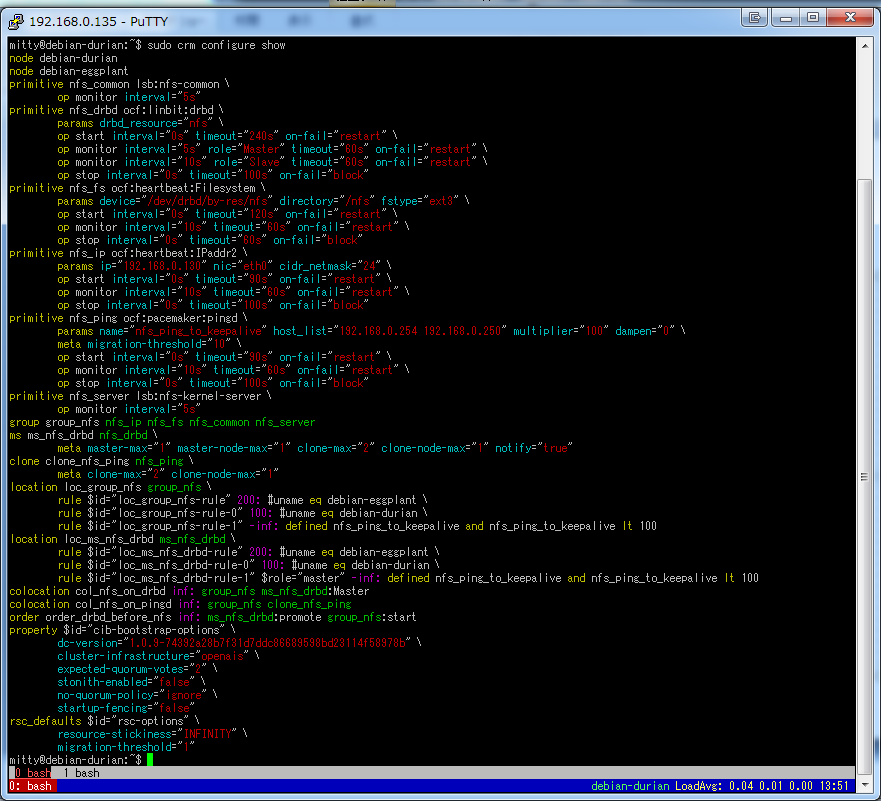 192.168.0.135 - PuTTY
mitty@debian-durian:~$ sudo crm configure show
node debian-durian
node debian-eggplant
primitive nfs_common lsb:nfs-common \
        op monitor interval="5s"
primitive nfs_drbd ocf:linbit:drbd \
        params drbd_resource="nfs" \
        op start interval="0s" timeout="240s" on-fail="restart" \
        op monitor interval="5s" role="Master" timeout="60s" on-fail="restart" \
        op monitor interval="10s" role="Slave" timeout="60s" on-fail="restart" \
        op stop interval="0s" timeout="100s" on-fail="block"
primitive nfs_fs ocf:heartbeat:Filesystem \
        params device="/dev/drbd/by-res/nfs" directory="/nfs" fstype="ext3" \
        op start interval="0s" timeout="120s" on-fail="restart" \
        op monitor interval="10s" timeout="60s" on-fail="restart" \
        op stop interval="0s" timeout="60s" on-fail="block"
primitive nfs_ip ocf:heartbeat:IPaddr2 \
        params ip="192.168.0.130" nic="eth0" cidr_netmask="24" \
        op start interval="0s" timeout="90s" on-fail="restart" \
        op monitor interval="10s" timeout="60s" on-fail="restart" \
        op stop interval="0s" timeout="100s" on-fail="block"
primitive nfs_ping ocf:pacemaker:pingd \
        params name="nfs_ping_to_keepalive" host_list="192.168.0.254 192.168.0.250" multiplier="100" dampen="0" \
        meta migration-threshold="10" \
        op start interval="0s" timeout="90s" on-fail="restart" \
        op monitor interval="10s" timeout="60s" on-fail="restart" \
        op stop interval="0s" timeout="100s" on-fail="block"
primitive nfs_server lsb:nfs-kernel-server \
        op monitor interval="5s"
group group_nfs nfs_ip nfs_fs nfs_common nfs_server
ms ms_nfs_drbd nfs_drbd \
        meta master-max="1" master-node-max="1" clone-max="2" clone-node-max="1" notify="true"
clone clone_nfs_ping nfs_ping \
        meta clone-max="2" clone-node-max="1"
location loc_group_nfs group_nfs \
        rule $id="loc_group_nfs-rule" 200: #uname eq debian-eggplant \
        rule $id="loc_group_nfs-rule-0" 100: #uname eq debian-durian \
        rule $id="loc_group_nfs-rule-1" -inf: defined nfs_ping_to_keepalive and nfs_ping_to_keepalive lt 100
location loc_ms_nfs_drbd ms_nfs_drbd \
        rule $id="loc_ms_nfs_drbd-rule" 200: #uname eq debian-eggplant \
        rule $id="loc_ms_nfs_drbd-rule-0" 100: #uname eq debian-durian \
        rule $id="loc_ms_nfs_drbd-rule-1" $role="master" -inf: defined nfs_ping_to_keepalive and nfs_ping_to_keepalive lt 100
colocation col_nfs_on_drbd inf: group_nfs ms_nfs_drbd:Master
colocation col_nfs_on_pingd inf: group_nfs clone_nfs_ping
order order_drbd_before_nfs inf: ms_nfs_drbd:promote group_nfs:start
property $id="cib-bootstrap-options" \
        cluster-infrastructure="openais" \
        expected-quorum-votes="2" \
        stonith-enabled="false" \
        no-quorum-policy="ignore" \
        startup-fencing="false"
rsc_defaults $id="rsc-options" \
        resource-stickiness="INFINITY" \
        migration-threshold="1"
mitty@debian-durian:~$
0 bash  1 bash
0: bash debian-durian LoadAvg: 0.04 0.01 0.00 13:51